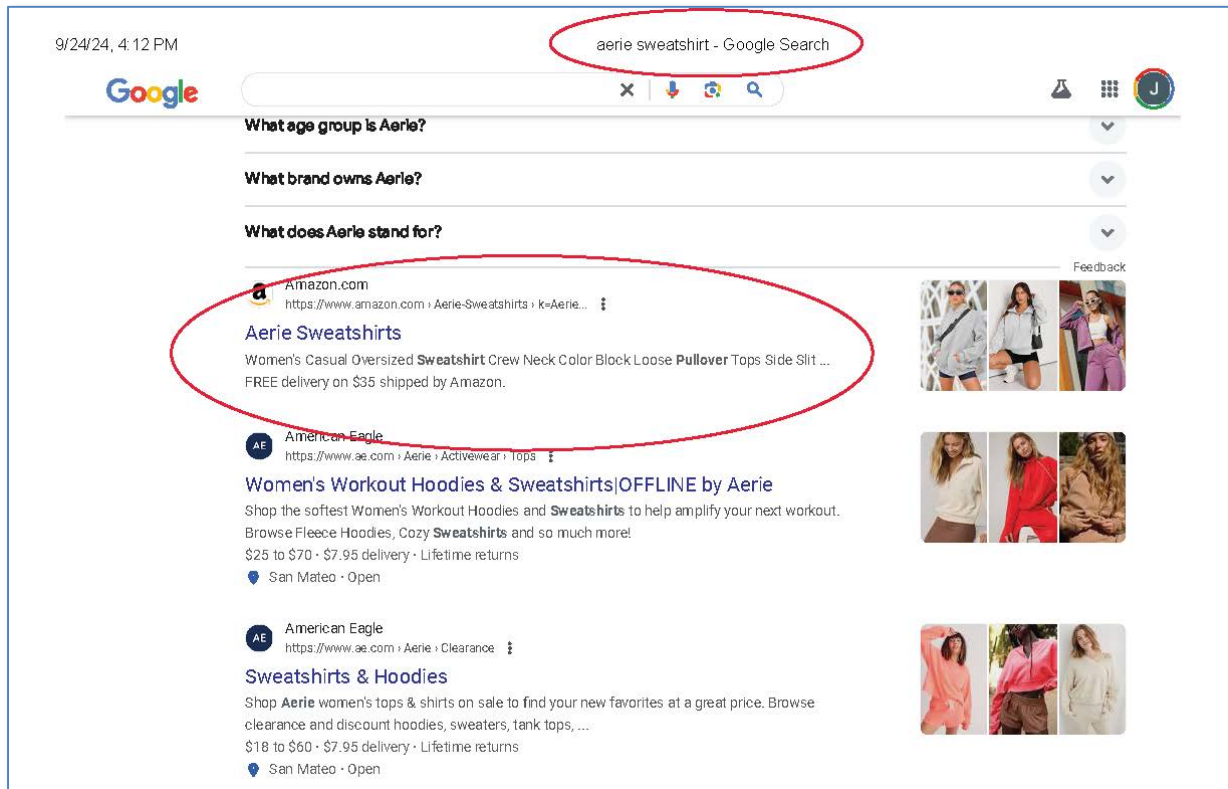 9/24/24, 4:12 PM
aerie sweatshirt - Google Search
Google
J
What age group is Aerie?
What brand owns Aerie?
What does Aerie stand for?
Feedback
a
Amazon.com
https://www.amazon.com › Aerie-Sweatshirts › k=Aerie...
Aerie Sweatshirts
Women's Casual Oversized Sweatshirt Crew Neck Color Block Loose Pullover Tops Side Slit ...
FREE delivery on $35 shipped by Amazon.
AE
American Eagle
https://www.ae.com › Aerie › Activewear › Tops
Women's Workout Hoodies & Sweatshirts|OFFLINE by Aerie
Shop the softest Women's Workout Hoodies and Sweatshirts to help amplify your next workout.
Browse Fleece Hoodies, Cozy Sweatshirts and so much more!
$25 to $70 · $7.95 delivery · Lifetime returns
San Mateo · Open
AE
American Eagle
https://www.ae.com › Aerie › Clearance
Sweatshirts & Hoodies
Shop Aerie women's tops & shirts on sale to find your new favorites at a great price. Browse
clearance and discount hoodies, sweaters, tank tops, ...
$18 to $60 · $7.95 delivery · Lifetime returns
San Mateo · Open